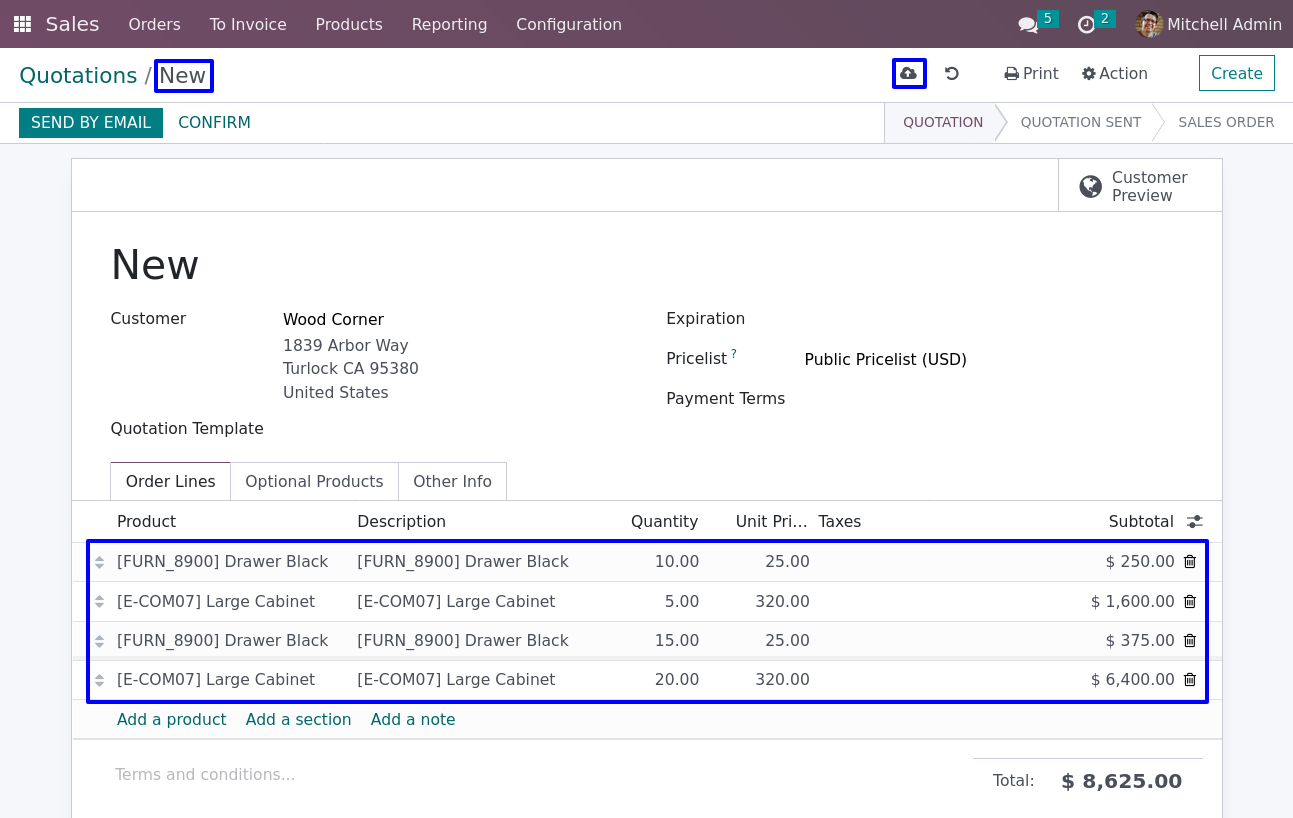 Sales Orders To Invoice Products Reporting Configuration 5 2 Mitchell Admin
Quotations / New Print Action Create
SEND BY EMAIL CONFIRM QUOTATION QUOTATION SENT SALES ORDER
Customer
Preview
New
Customer Wood Corner Expiration
1839 Arbor Way
Turlock CA 95380
United States
Pricelist ? Public Pricelist (USD)
Payment Terms
Quotation Template
Order Lines Optional Products Other Info
Product Description Quantity Unit Pri... Taxes Subtotal
[FURN_8900] Drawer Black [FURN_8900] Drawer Black 10.00 25.00 $ 250.00
[E-COM07] Large Cabinet [E-COM07] Large Cabinet 5.00 320.00 $ 1,600.00
[FURN_8900] Drawer Black [FURN_8900] Drawer Black 15.00 25.00 $ 375.00
[E-COM07] Large Cabinet [E-COM07] Large Cabinet 20.00 320.00 $ 6,400.00
Add a product Add a section Add a note
Terms and conditions...
Total: $ 8,625.00